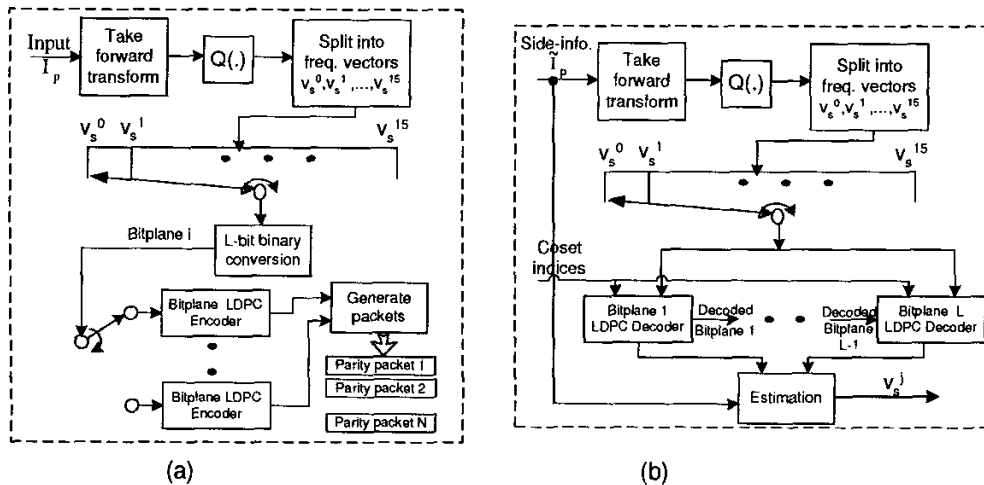 Input
I p
Take
forward
transform
Q(.)
Split into
freq. vectors
V_s^0,V_s^1 ,...,V_s^15
V_s^0
V_s^1
V_s^15
Bitplane i
L-bit binary
conversion
Bitplane LDPC
Encoder
Generate
packets
Bitplane LDPC
Encoder
Parity packet 1
Parity packet 2
Parity packet N
(a)
Side-info.
Ĩ p
Take
forward
transform
Q(.)
Split into
freq. vectors
V_s^0,V_s^1 ,...,V_s^15
V_s^0
V_s^1
V_s^15
Coset
indices
Bitplane 1
LDPC Decoder
Decoded
Bitplane 1
Decoded
Bitplane
L-1
Bitplane L
LDPC Decoder
Estimation
V_s^j
(b)